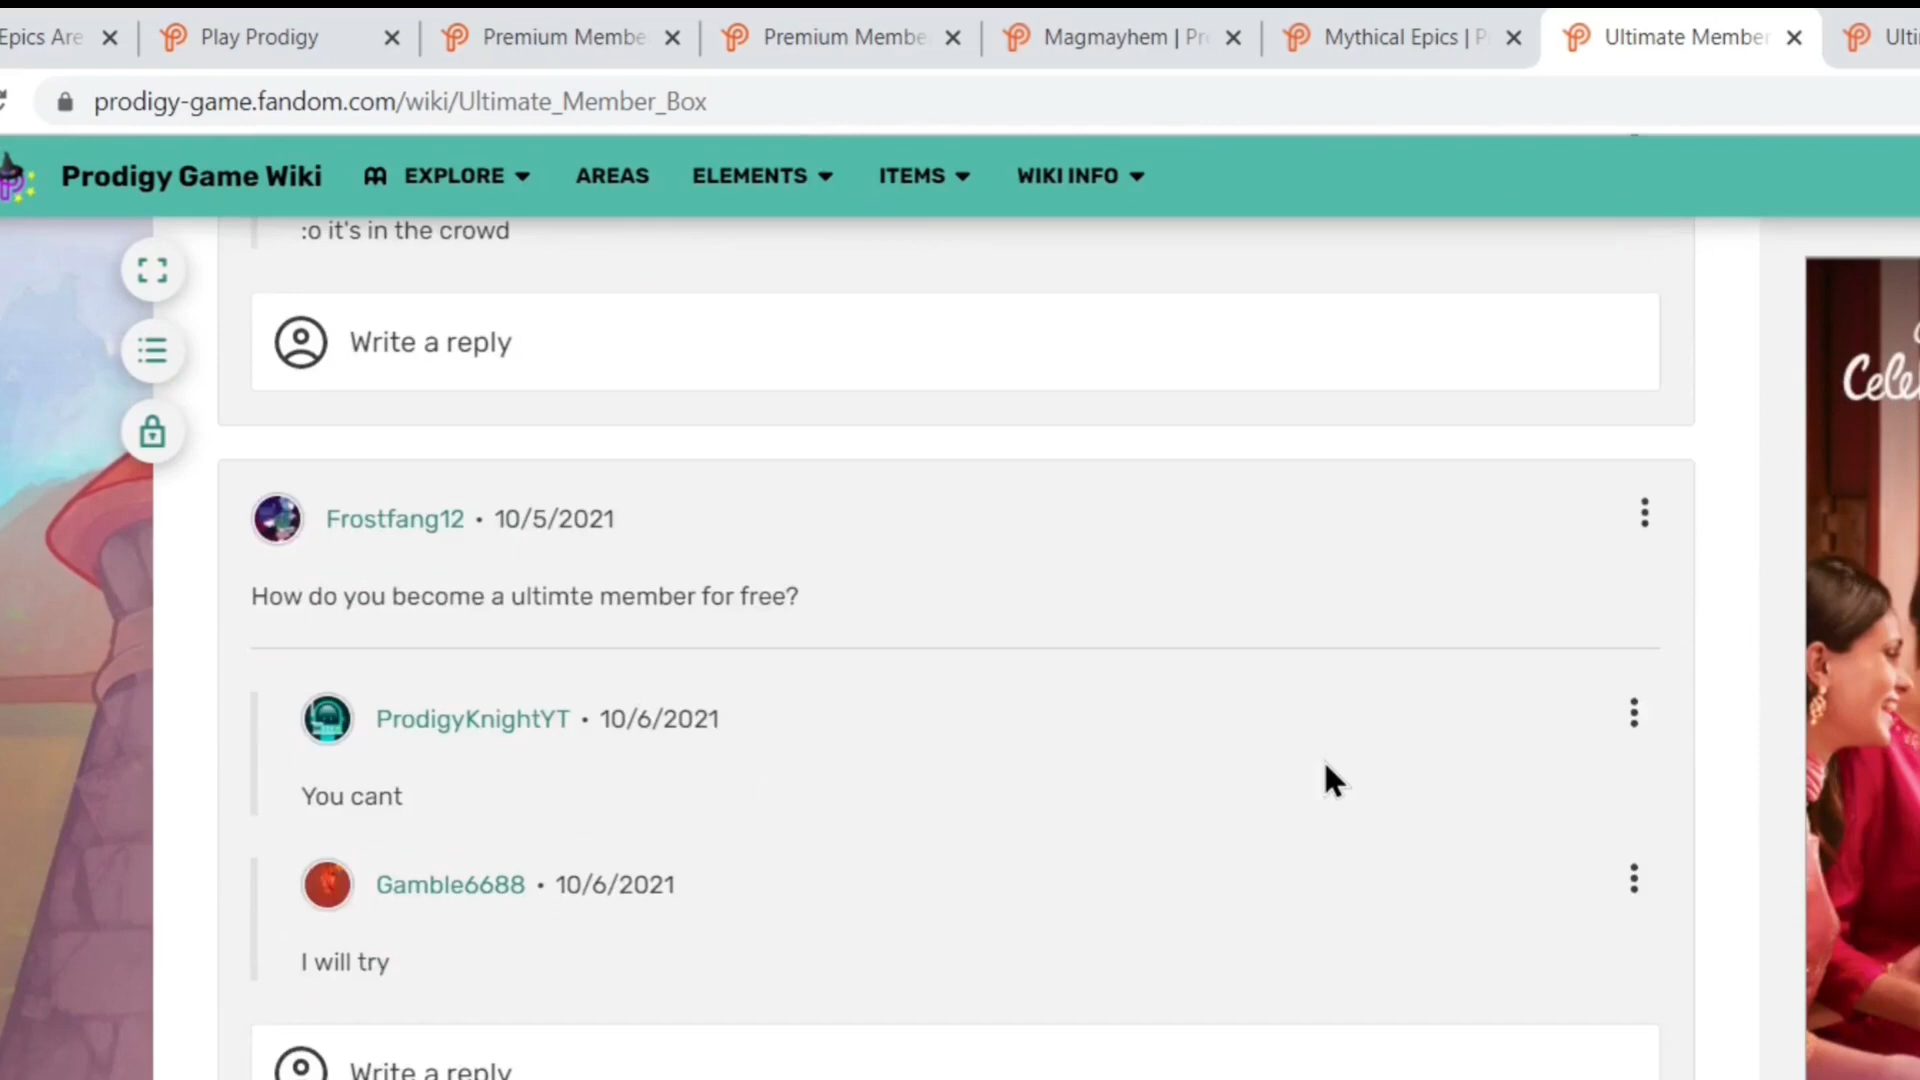 Epics Are
Play Prodigy
Premium Membe
Premium Membe
Magmayhem | Pr
Mythical Epics | P
Ultimate Member
Ulti
prodigy-game.fandom.com/wiki/Ultimate_Member_Box
Prodigy Game Wiki
EXPLORE
AREAS
ELEMENTS
ITEMS
WIKI INFO
:o it's in the crowd
Write a reply
Cele
Frostfang12 • 10/5/2021
How do you become a ultimte member for free?
ProdigyKnightYT • 10/6/2021
You cant
Gamble6688 • 10/6/2021
I will try
Write a reply